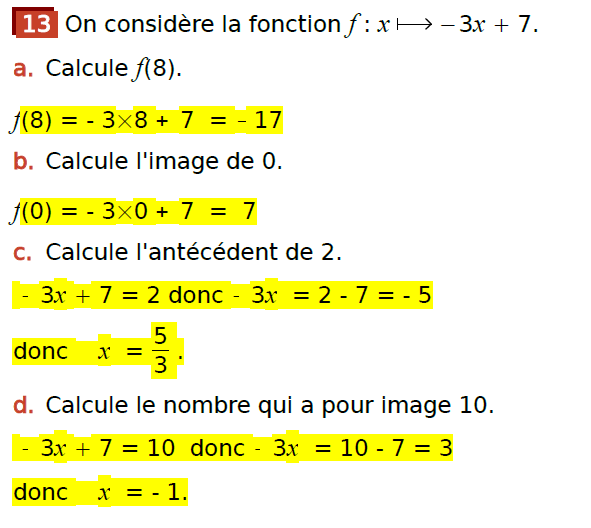 13 On considère la fonction f : x ⟼ – 3x + 7.
a. Calcule f(8).
f(8) = - 3×8 + 7 = – 17
b. Calcule l'image de 0.
f(0) = - 3×0 + 7 = 7
c. Calcule l'antécédent de 2.
- 3x + 7 = 2 donc - 3x = 2 - 7 = - 5
donc x = 5/3 .
d. Calcule le nombre qui a pour image 10.
- 3x + 7 = 10 donc - 3x = 10 - 7 = 3
donc x = - 1.